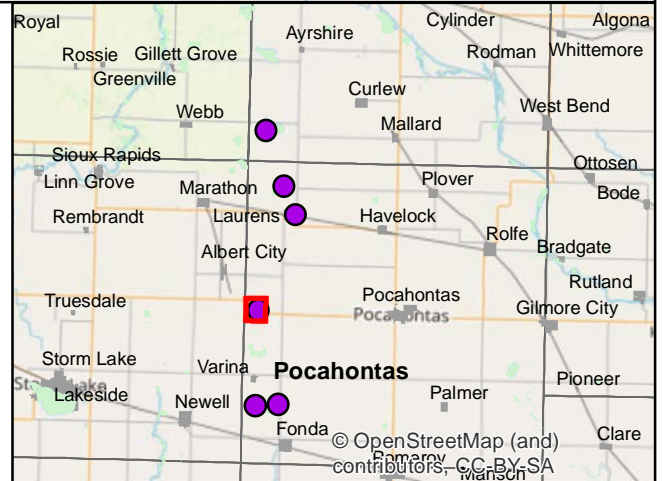 Royal
Cylinder
Algona
Ayrshire
Rossie
Gillett Grove
Rodman
Whittemore
Greenville
Curlew
Webb
West Bend
Mallard
Sioux Rapids
Ottosen
Linn Grove
Marathon
Plover
Bode
Rembrandt
Laurens
Havelock
Rolfe
Bradgate
Albert City
Rutland
Truesdale
Pocahontas
Pocahontas
Gilmore City
Storm Lake
Varina
Pocahontas
Pioneer
Lakeside
Newell
Palmer
Fonda
Clare
© OpenStreetMap (and)
contributors, CC-BY-SA
Pomeroy
Manson